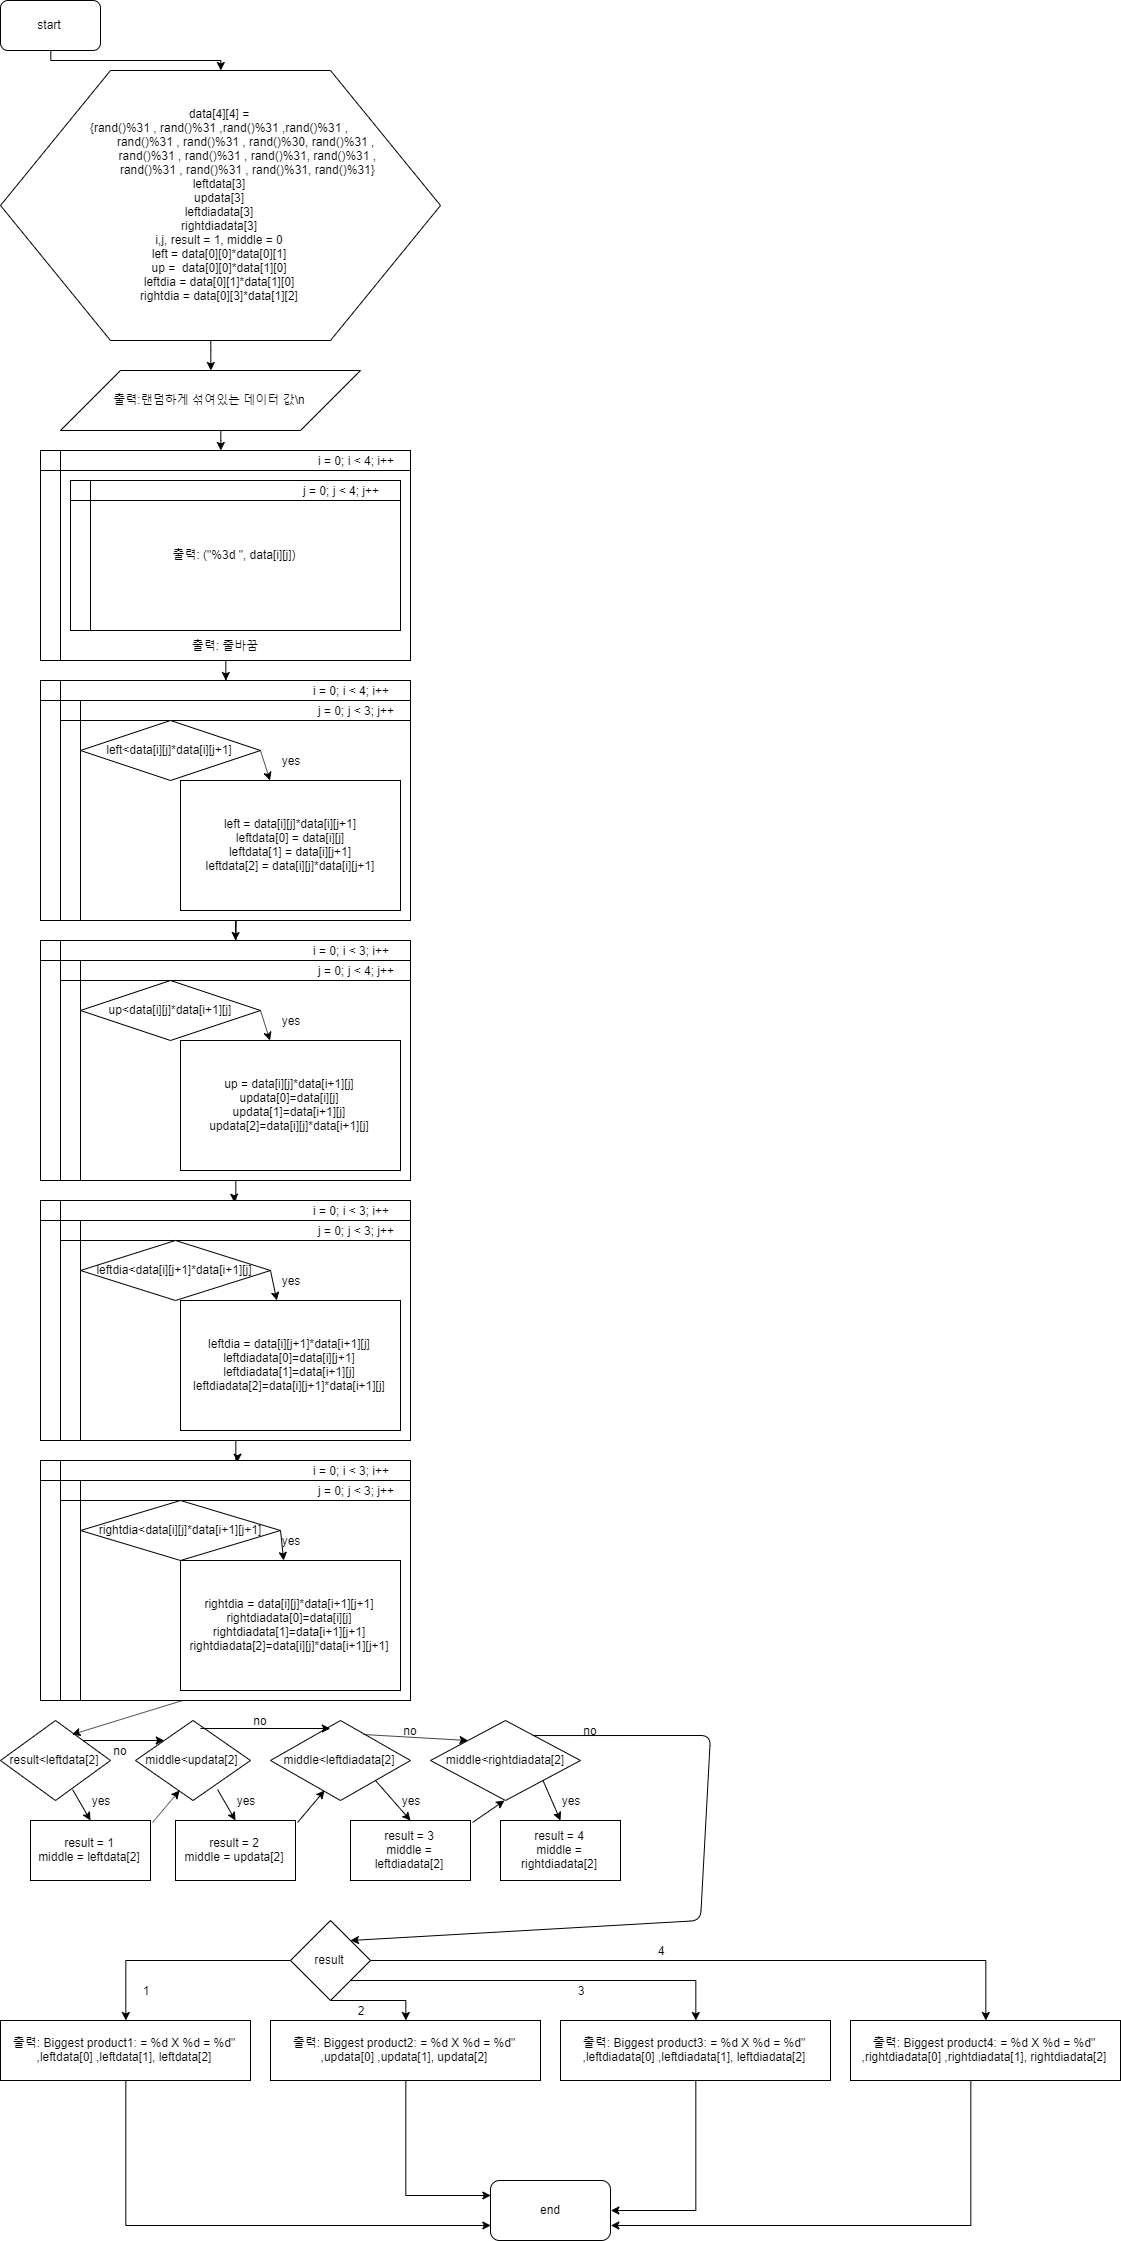 start
data[4][4] =
{rand()%31 , rand()%31 ,rand()%31 ,rand()%31 ,
rand()%31 , rand()%31 , rand()%30, rand()%31 ,
rand()%31 , rand()%31 , rand()%31, rand()%31 ,
rand()%31 , rand()%31 , rand()%31, rand()%31}
leftdata[3]
updata[3]
leftdiadata[3]
rightdiadata[3]
i,j, result = 1, middle = 0
left = data[0][0]*data[0][1]
up =  data[0][0]*data[1][0]
leftdia = data[0][1]*data[1][0]
rightdia = data[0][3]*data[1][2]
출력:랜덤하게 섞여있는 데이터 값\n
i = 0; i < 4; i++
j = 0; j < 4; j++
출력: ("%3d ", data[i][j])
출력: 줄바꿈
i = 0; i < 4; i++
j = 0; j < 3; j++
left<data[i][j]*data[i][j+1]
yes
left = data[i][j]*data[i][j+1]
leftdata[0] = data[i][j]
leftdata[1] = data[i][j+1]
leftdata[2] = data[i][j]*data[i][j+1]
i = 0; i < 3; i++
j = 0; j < 4; j++
up<data[i][j]*data[i+1][j]
yes
up = data[i][j]*data[i+1][j]
updata[0]=data[i][j]
updata[1]=data[i+1][j]
updata[2]=data[i][j]*data[i+1][j]
i = 0; i < 3; i++
j = 0; j < 3; j++
leftdia<data[i][j+1]*data[i+1][j]
yes
leftdia = data[i][j+1]*data[i+1][j]
leftdiadata[0]=data[i][j+1]
leftdiadata[1]=data[i+1][j]
leftdiadata[2]=data[i][j+1]*data[i+1][j]
i = 0; i < 3; i++
j = 0; j < 3; j++
rightdia<data[i][j]*data[i+1][j+1]
yes
rightdia = data[i][j]*data[i+1][j+1]
rightdiadata[0]=data[i][j]
rightdiadata[1]=data[i+1][j+1]
rightdiadata[2]=data[i][j]*data[i+1][j+1]
result<leftdata[2]
no
middle<updata[2]
no
middle<leftdiadata[2]
no
middle<rightdiadata[2]
no
yes
yes
yes
yes
result = 1
middle = leftdata[2]
result = 2
middle = updata[2]
result = 3
middle =
leftdiadata[2]
result = 4
middle =
rightdiadata[2]
result
1
2
3
4
출력: Biggest product1: = %d X %d = %d"
,leftdata[0] ,leftdata[1], leftdata[2]
출력: Biggest product2: = %d X %d = %d"
,updata[0] ,updata[1], updata[2]
출력: Biggest product3: = %d X %d = %d"
,leftdiadata[0] ,leftdiadata[1], leftdiadata[2]
출력: Biggest product4: = %d X %d = %d"
,rightdiadata[0] ,rightdiadata[1], rightdiadata[2]
end